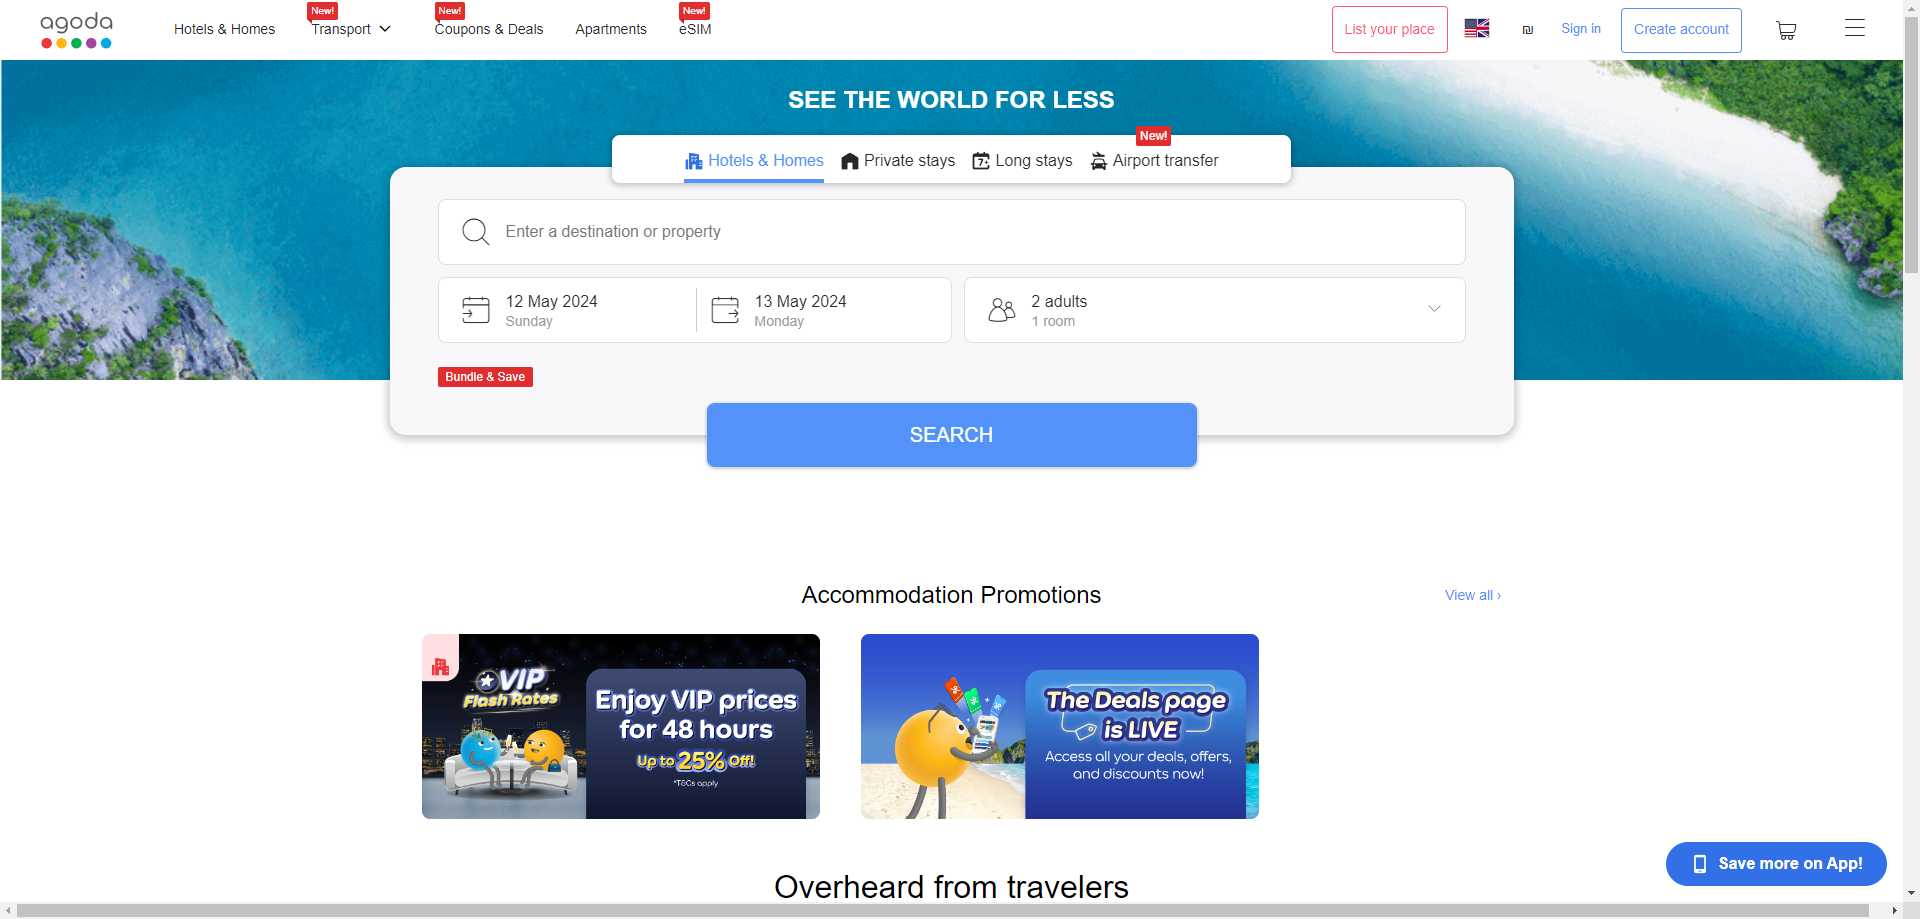 agoda
Hotels & Homes
New!
Transport
New!
Coupons & Deals
Apartments
New!
eSIM
List your place
₪
Sign in
Create account
SEE THE WORLD FOR LESS
Hotels & Homes
Private stays
Long stays
New!
Airport transfer
Enter a destination or property
12 May 2024
Sunday
13 May 2024
Monday
2 adults
1 room
Bundle & Save
SEARCH
Accommodation Promotions
View all ›
VIP
Flash Rates
Enjoy VIP prices
for 48 hours
Up to 25% Off!
*T&Cs apply
The Deals page
is LIVE
Access all your deals, offers,
and discounts now!
Save more on App!
Overheard from travelers